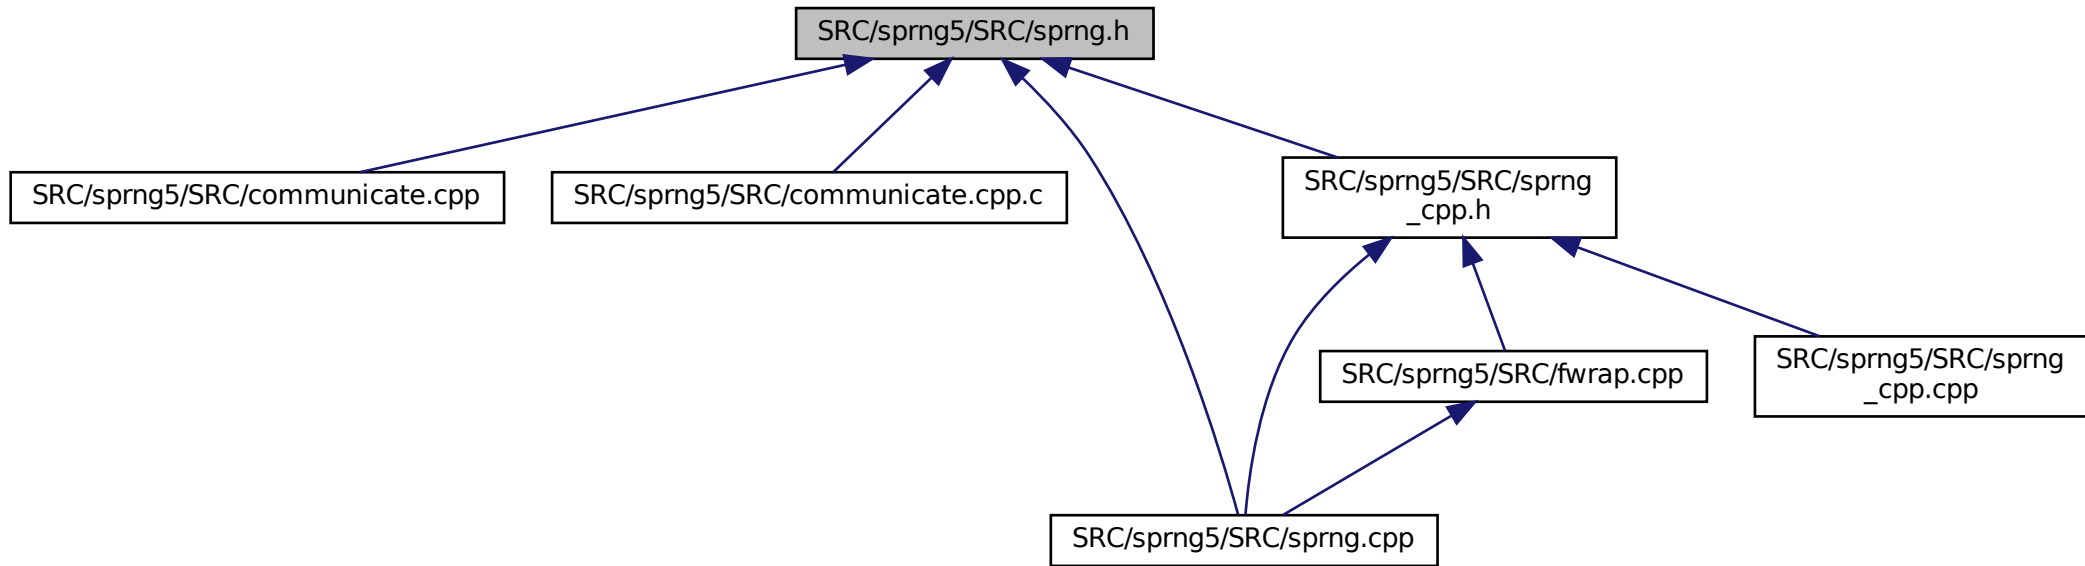 SRC/sprng5/SRC/sprng.h
SRC/sprng5/SRC/communicate.cpp
SRC/sprng5/SRC/communicate.cpp.c
SRC/sprng5/SRC/sprng
_cpp.h
SRC/sprng5/SRC/fwrap.cpp
SRC/sprng5/SRC/sprng
_cpp.cpp
SRC/sprng5/SRC/sprng.cpp